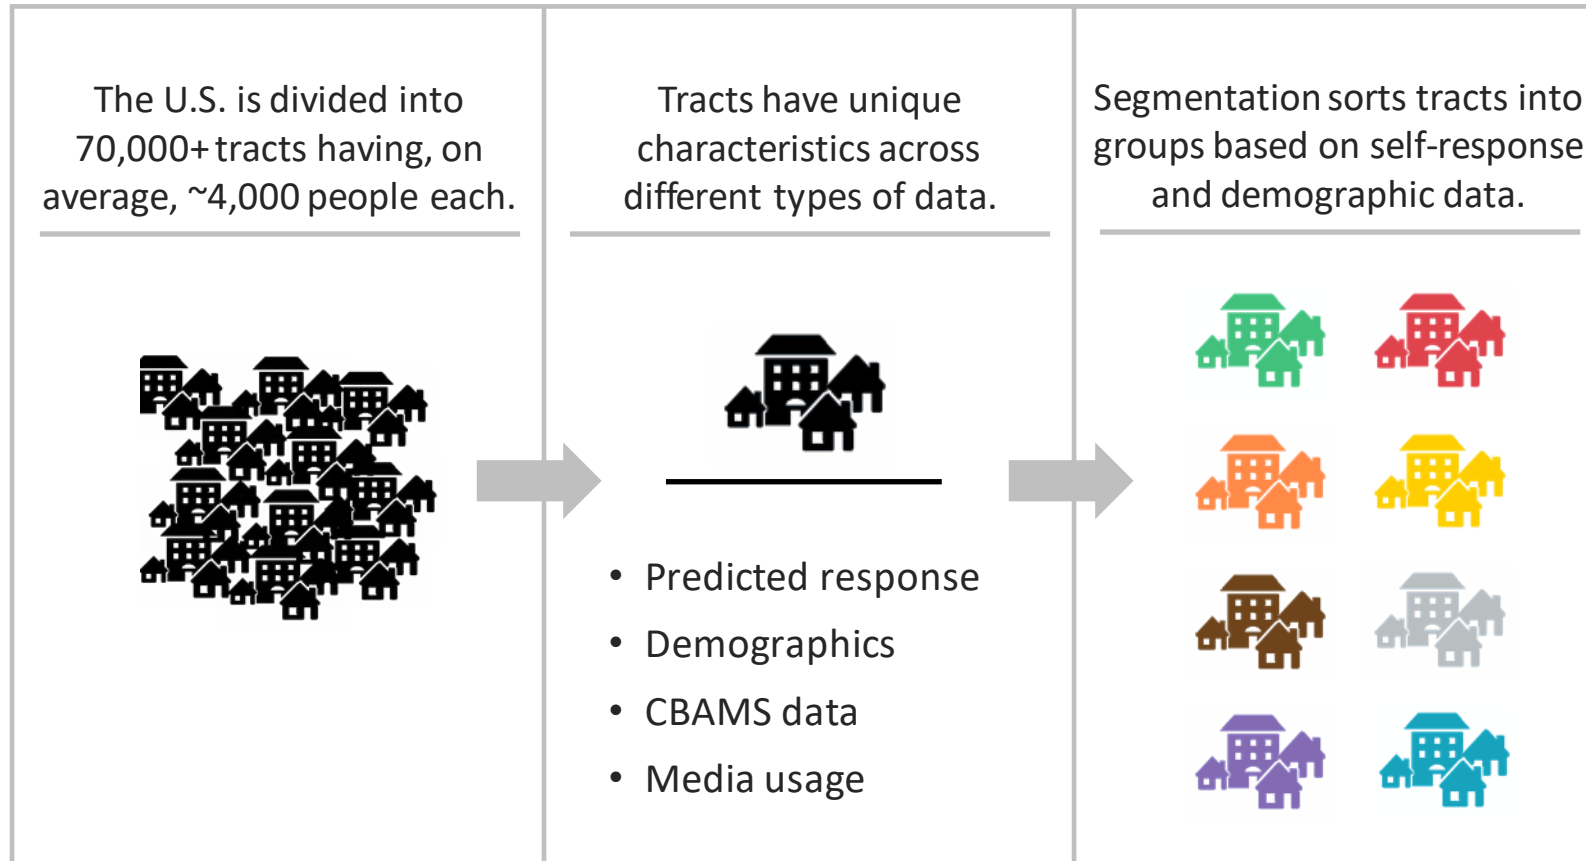 The U.S. is divided into
70,000+ tracts having, on
average, ~4,000 people each.
Tracts have unique
characteristics across
different types of data.
• Predicted response
• Demographics
• CBAMS data
• Media usage
Segmentation sorts tracts into
groups based on self-response
and demographic data.